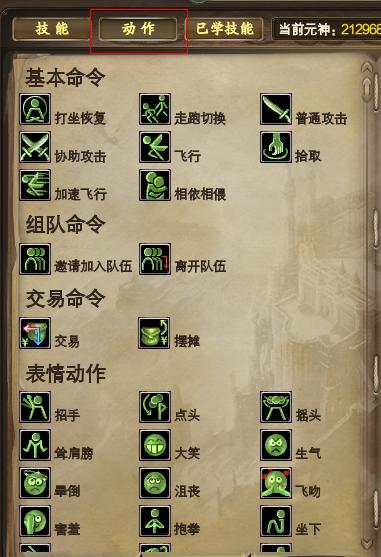 技能 动作 已学技能 当前元神：212968
基本命令
打坐恢复 走跑切换 普通攻击
协助攻击 飞行 拾取
加速飞行 相依相偎
组队命令
邀请加入队伍 离开队伍
交易命令
交易 摆摊
表情动作
招手 点头 摇头
耸肩膀 大笑 生气
晕倒 沮丧 飞吻
害羞 抱拳 坐下